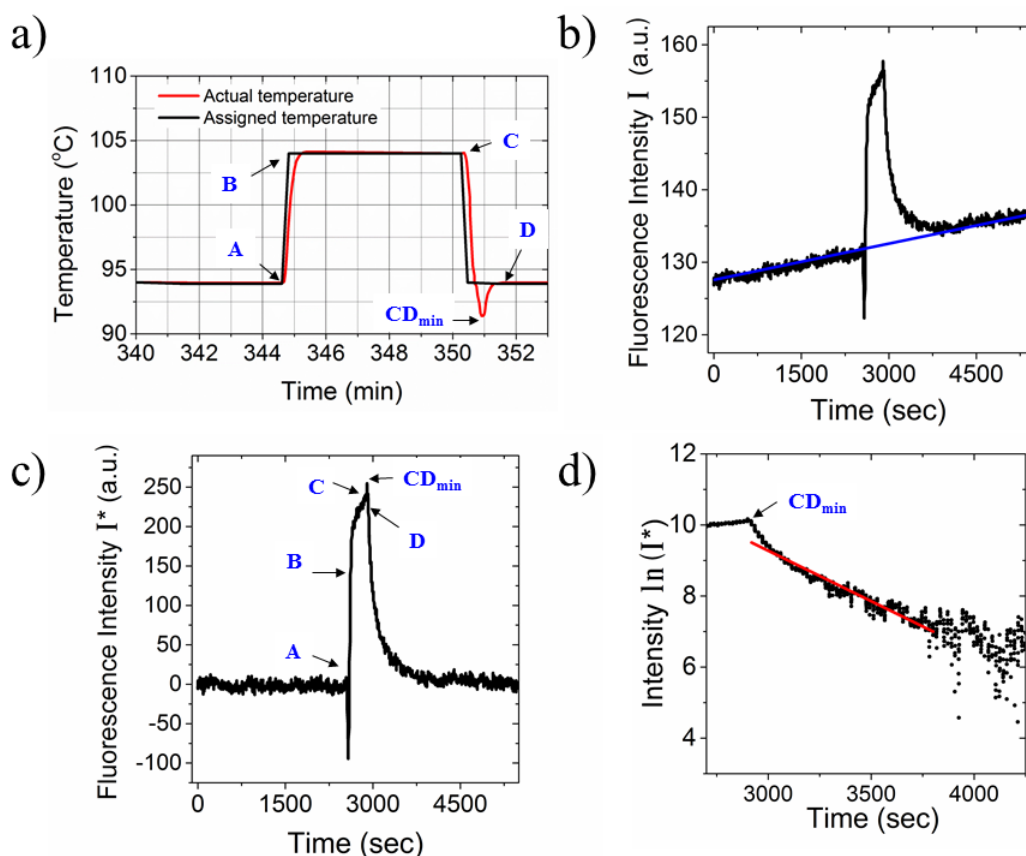 a)
Temperature (°C)
110
105
100
95
90
Actual temperature
Assigned temperature
A
B
C
D
CDmin
340
342
344
346
348
350
352
Time (min)
b)
Fluorescence Intensity I (a.u.)
160
150
140
130
120
0
1500
3000
4500
Time (sec)
c)
Fluorescence Intensity I* (a.u.)
250
200
150
100
50
0
-50
-100
A
B
C
CDmin
D
0
1500
3000
4500
Time (sec)
d)
Intensity ln (I*)
12
10
8
6
4
CDmin
3000
3500
4000
Time (sec)